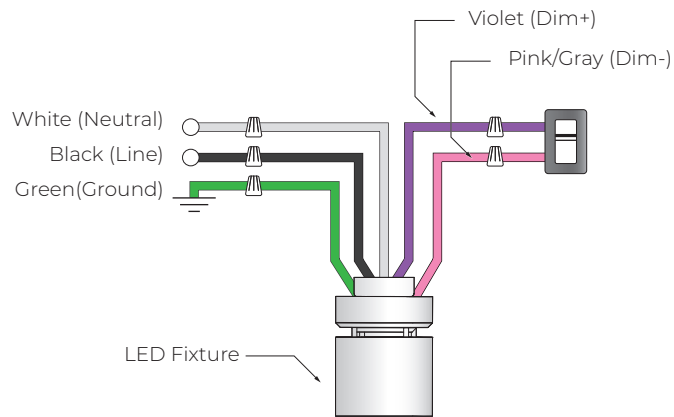 Violet (Dim+)
Pink/Gray (Dim-)
White (Neutral)
Black (Line)
Green(Ground)
LED Fixture